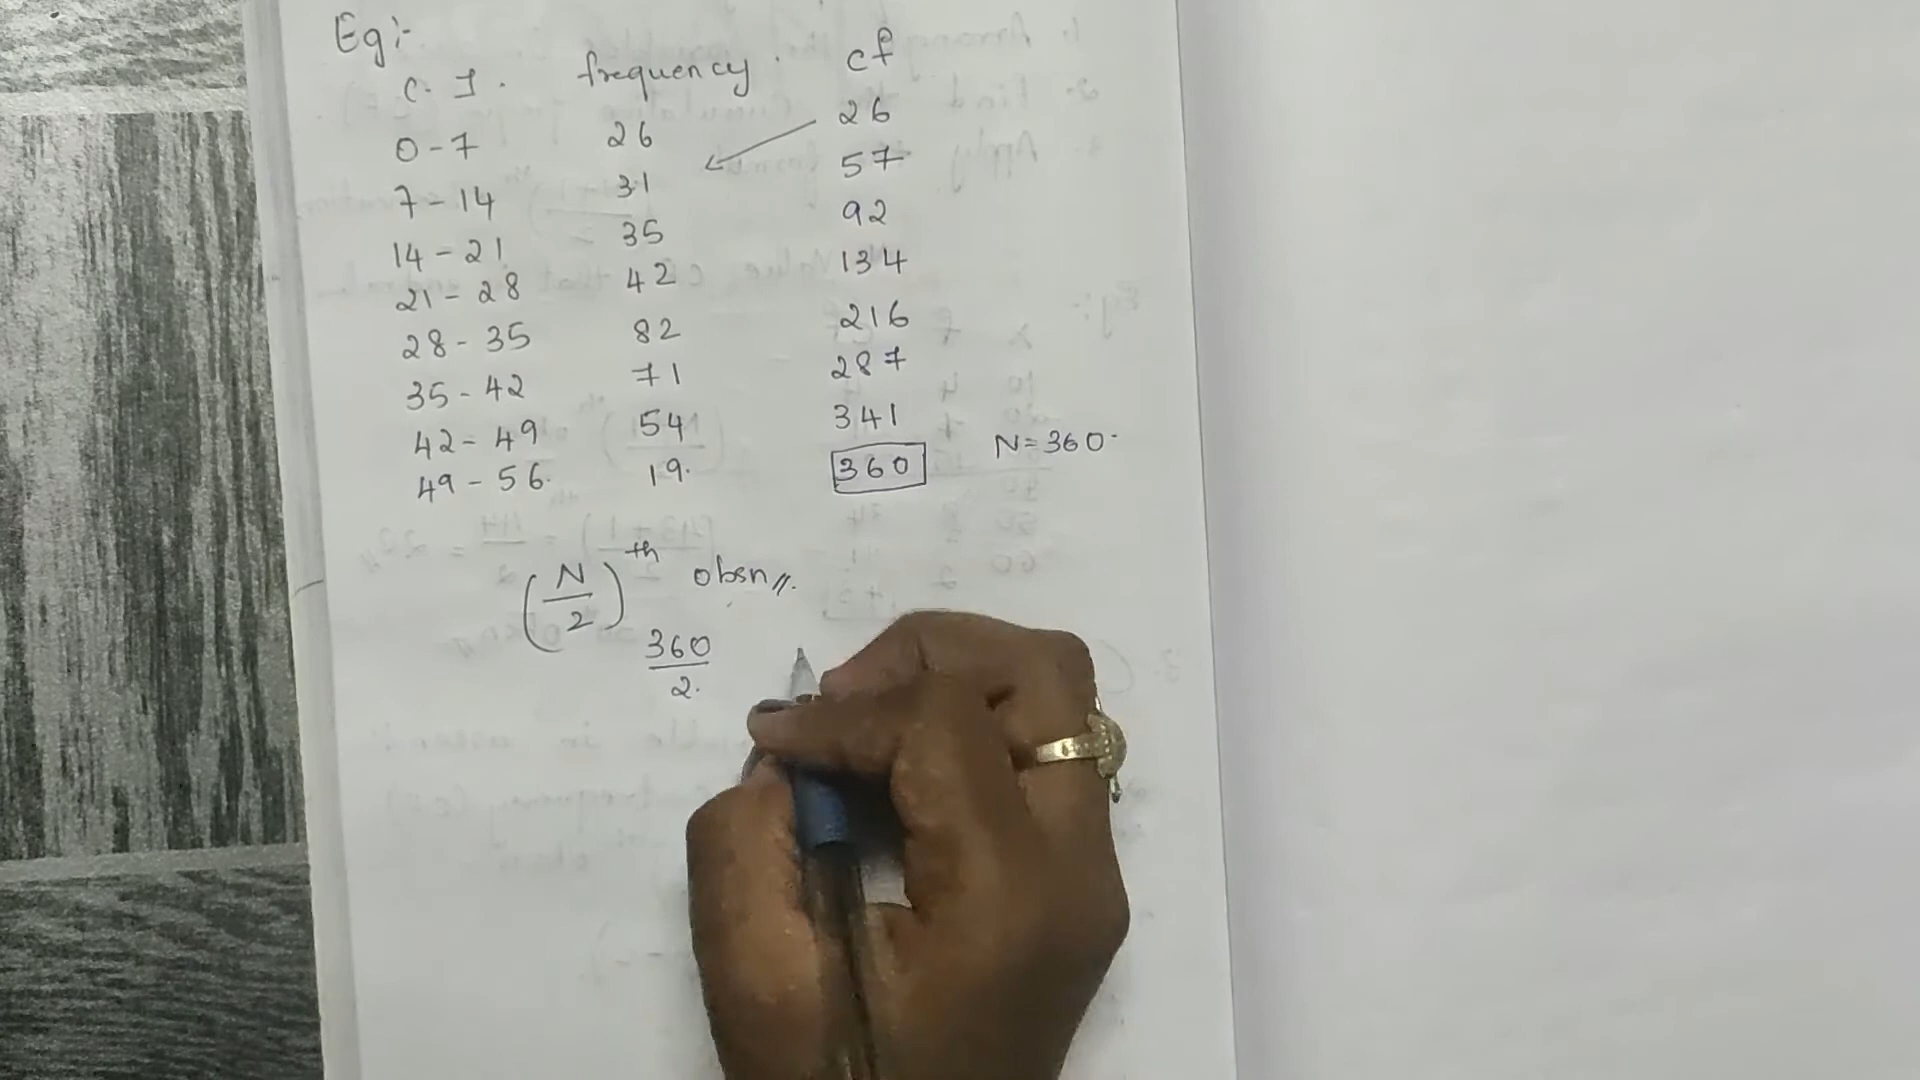 Eg:-
C.I. frequency cf
0-7 26 26
7-14 31 57
14-21 35 92
21-28 42 134
28-35 82 216
35-42 71 287
42-49 54 341
49-56. 19. 360 N=360.
(N/2)th obsn//.
360/2.